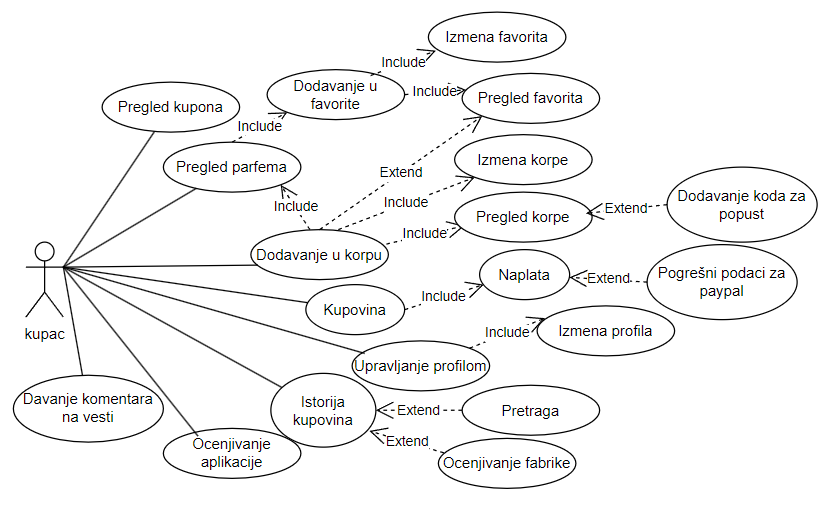 Izmena favorita
Include
Dodavanje u
favorite
Include
Pregled favorita
Pregled kupona
Include
Pregled parfema
Izmena korpe
Extend
Include
Include
Pregled korpe
Extend
Dodavanje koda za
popust
Include
Dodavanje u korpu
Naplata
Extend
Pogrešni podaci za
paypal
Include
Kupovina
kupac
Include
Izmena profila
Upravljanje profilom
Davanje komentara
na vesti
Istorija
kupovina
Extend
Pretraga
Extend
Ocenjivanje
aplikacije
Ocenjivanje fabrike